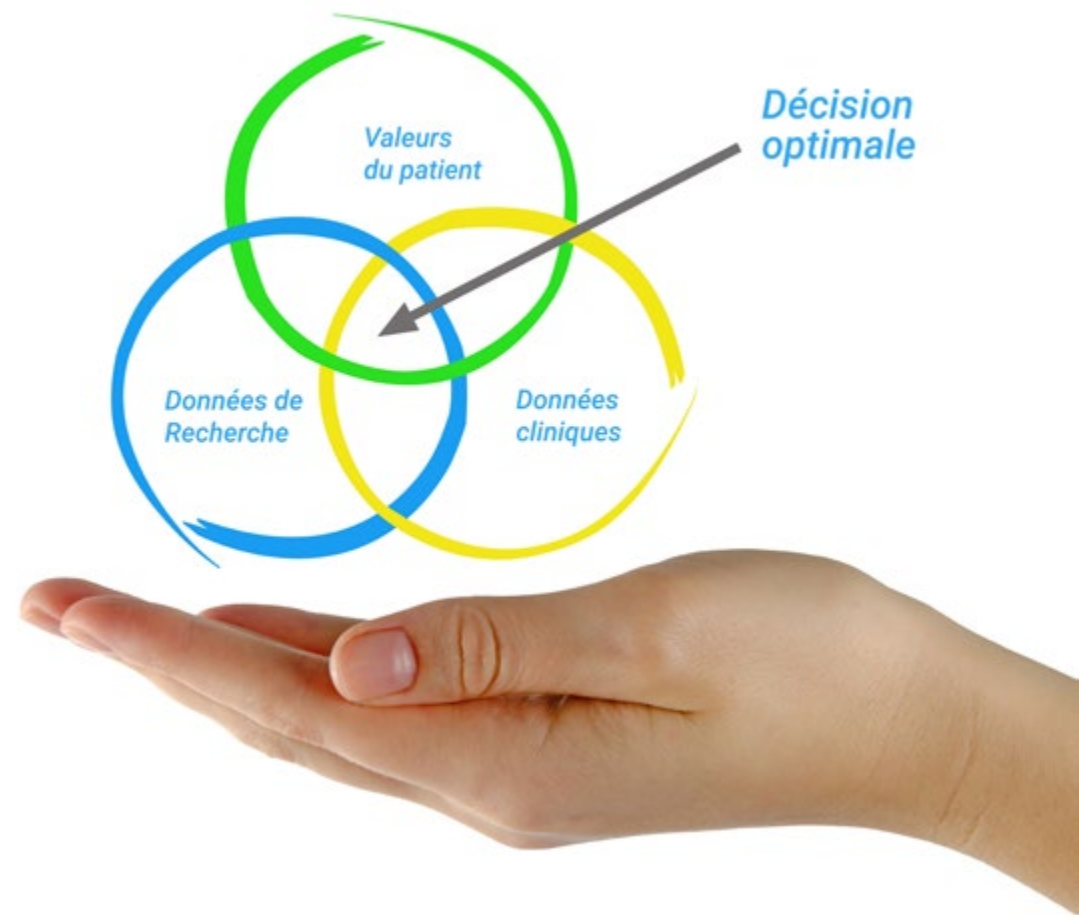 Valeurs
du patient
Décision
optimale
Données de
Recherche
Données
cliniques